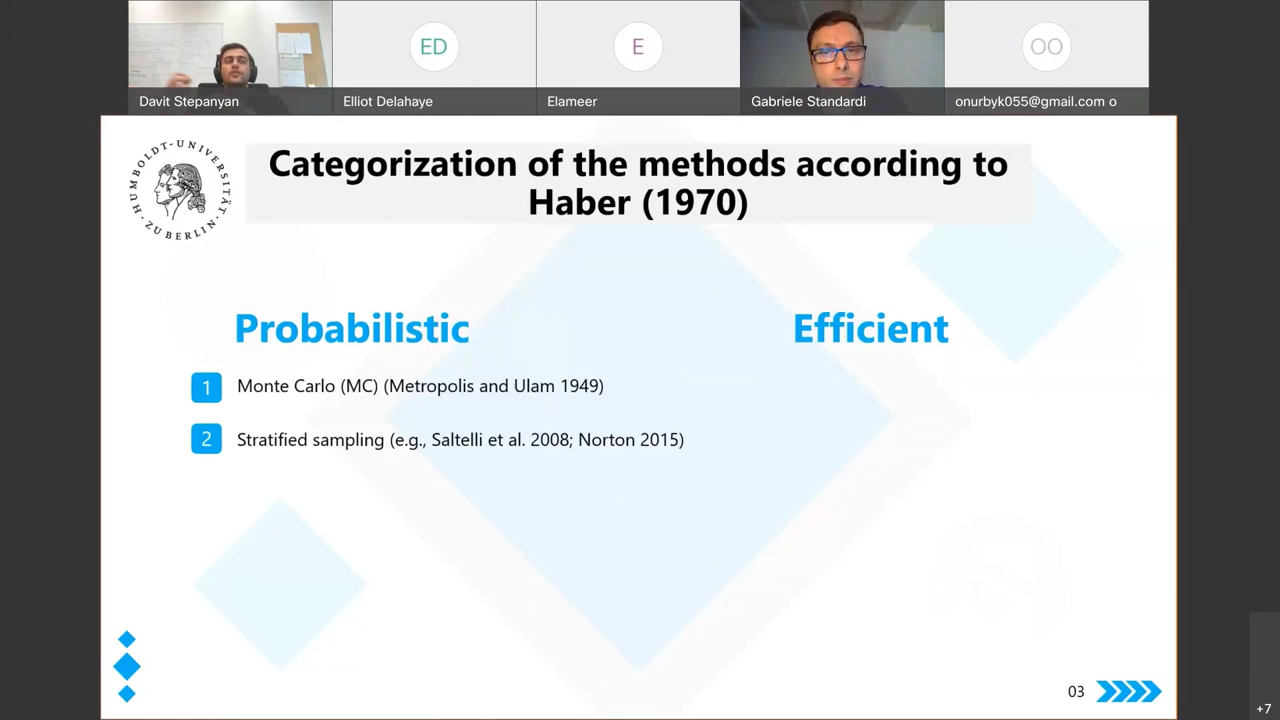 ED
E
OO
Davit Stepanyan
Elliot Delahaye
Elameer
Gabriele Standardi
onurbyk055@gmail.com o
HUMBOLDT-UNIVERSITÄT
ZU BERLIN
Categorization of the methods according to
Haber (1970)
Probabilistic
Efficient
1 Monte Carlo (MC) (Metropolis and Ulam 1949)
2 Stratified sampling (e.g., Saltelli et al. 2008; Norton 2015)
03
+7